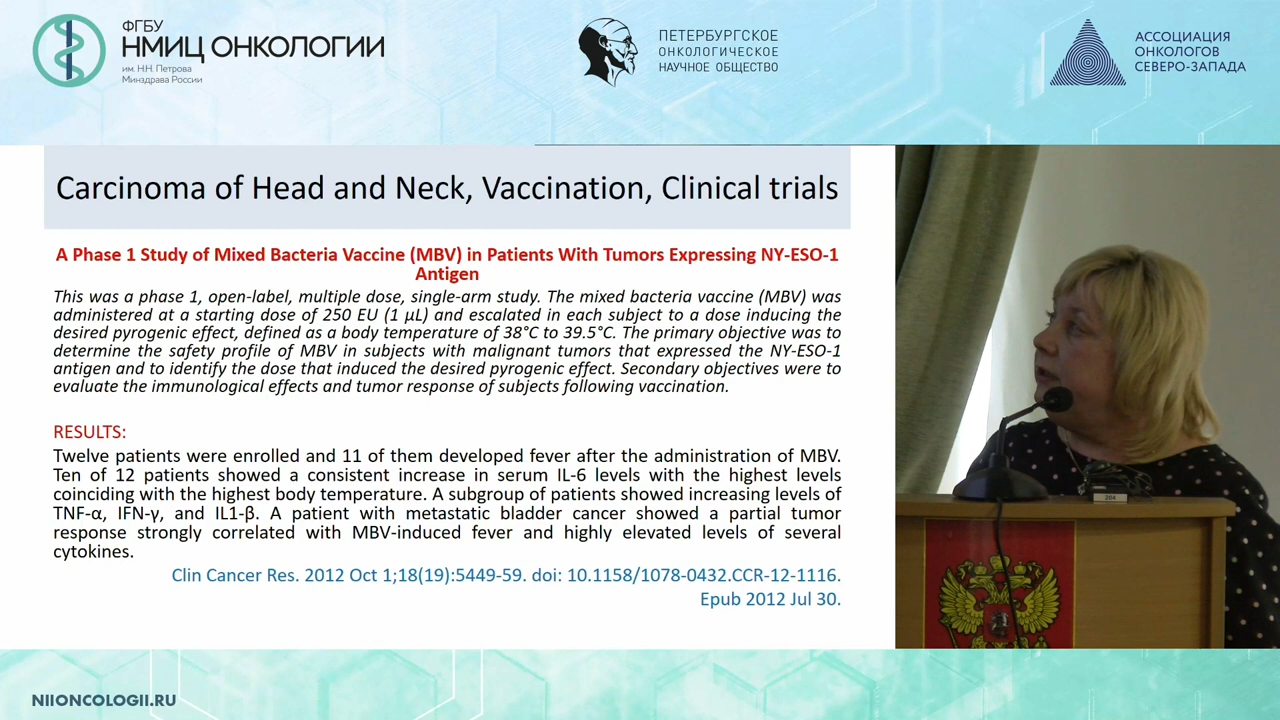 ФГБУ
НМИЦ ОНКОЛОГИИ
им. Н.Н. Петрова
Минздрава России
ПЕТЕРБУРГСКОЕ
ОНКОЛОГИЧЕСКОЕ
НАУЧНОЕ ОБЩЕСТВО
АССОЦИАЦИЯ
ОНКОЛОГОВ
СЕВЕРО-ЗАПАДА
Carcinoma of Head and Neck, Vaccination, Clinical trials
A Phase 1 Study of Mixed Bacteria Vaccine (MBV) in Patients With Tumors Expressing NY-ESO-1
Antigen
This was a phase 1, open-label, multiple dose, single-arm study. The mixed bacteria vaccine (MBV) was
administered at a starting dose of 250 EU (1 μL) and escalated in each subject to a dose inducing the
desired pyrogenic effect, defined as a body temperature of 38°C to 39.5°C. The primary objective was to
determine the safety profile of MBV in subjects with malignant tumors that expressed the NY-ESO-1
antigen and to identify the dose that induced the desired pyrogenic effect. Secondary objectives were to
evaluate the immunological effects and tumor response of subjects following vaccination.
RESULTS:
Twelve patients were enrolled and 11 of them developed fever after the administration of MBV.
Ten of 12 patients showed a consistent increase in serum IL-6 levels with the highest levels
coinciding with the highest body temperature. A subgroup of patients showed increasing levels of
TNF-α, IFN-γ, and IL1-β. A patient with metastatic bladder cancer showed a partial tumor
response strongly correlated with MBV-induced fever and highly elevated levels of several
cytokines.
Clin Cancer Res. 2012 Oct 1;18(19):5449-59. doi: 10.1158/1078-0432.CCR-12-1116.
Epub 2012 Jul 30.
204
NIIONCOLOGII.RU